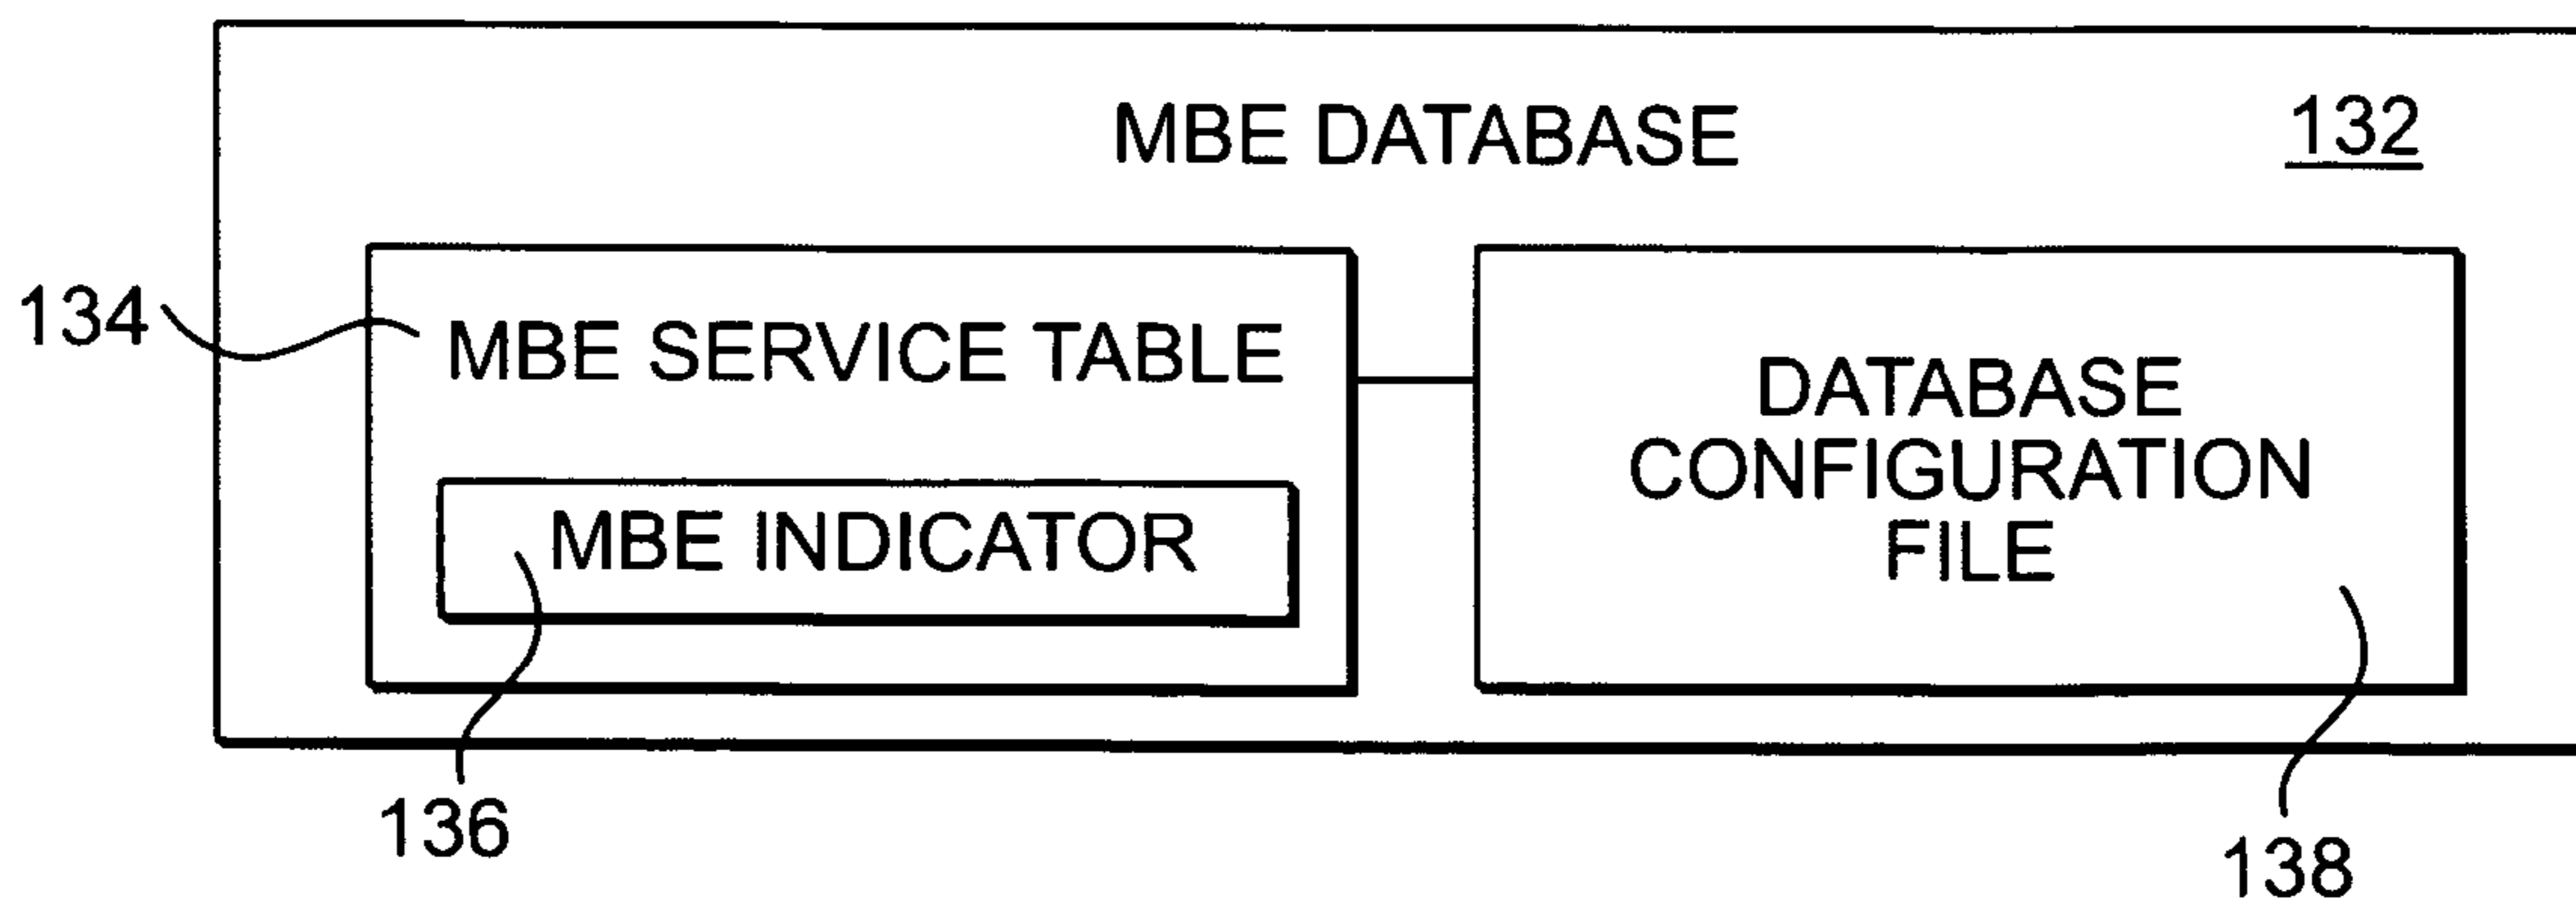 MBE DATABASE
132
134
MBE SERVICE TABLE
MBE INDICATOR
DATABASE
CONFIGURATION
FILE
136
138